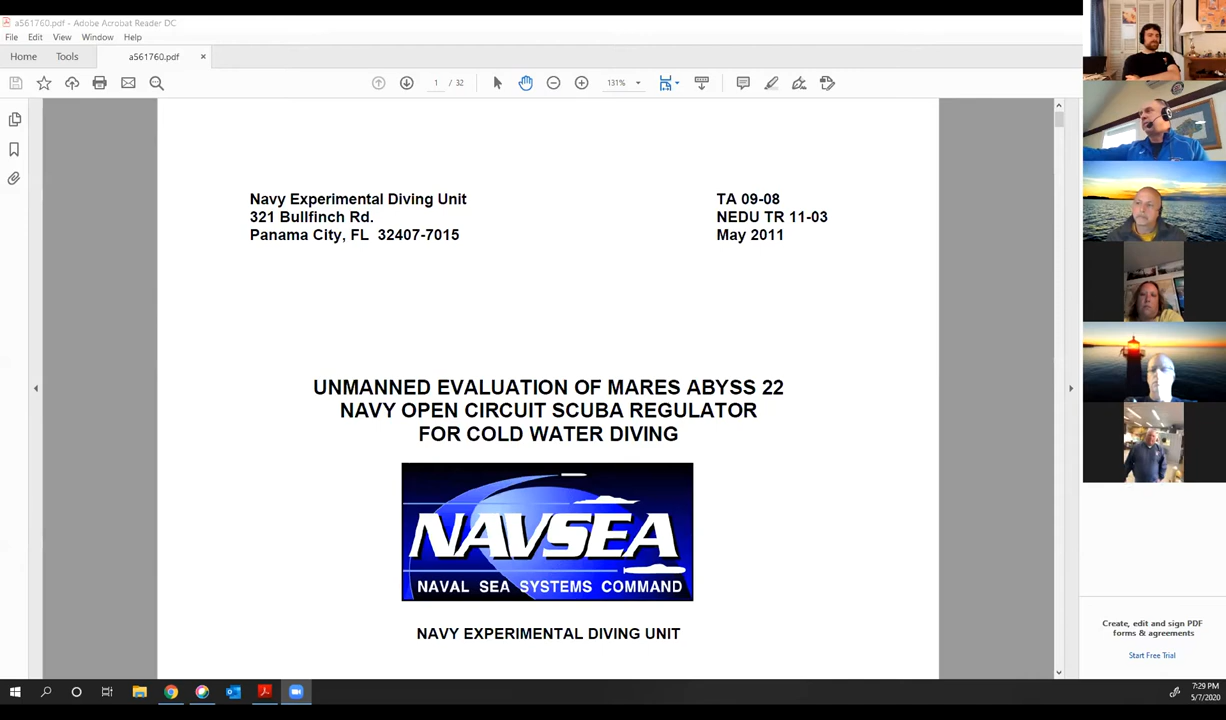 a561760.pdf - Adobe Acrobat Reader DC
File Edit View Window Help
Home Tools a561760.pdf ×
1 / 32 131%
Navy Experimental Diving Unit
321 Bullfinch Rd.
Panama City, FL 32407-7015
TA 09-08
NEDU TR 11-03
May 2011
UNMANNED EVALUATION OF MARES ABYSS 22
NAVY OPEN CIRCUIT SCUBA REGULATOR
FOR COLD WATER DIVING
NAVSEA
NAVAL SEA SYSTEMS COMMAND
NAVY EXPERIMENTAL DIVING UNIT
Create, edit and sign PDF
forms & agreements
Start Free Trial
7:29 PM
5/7/2020